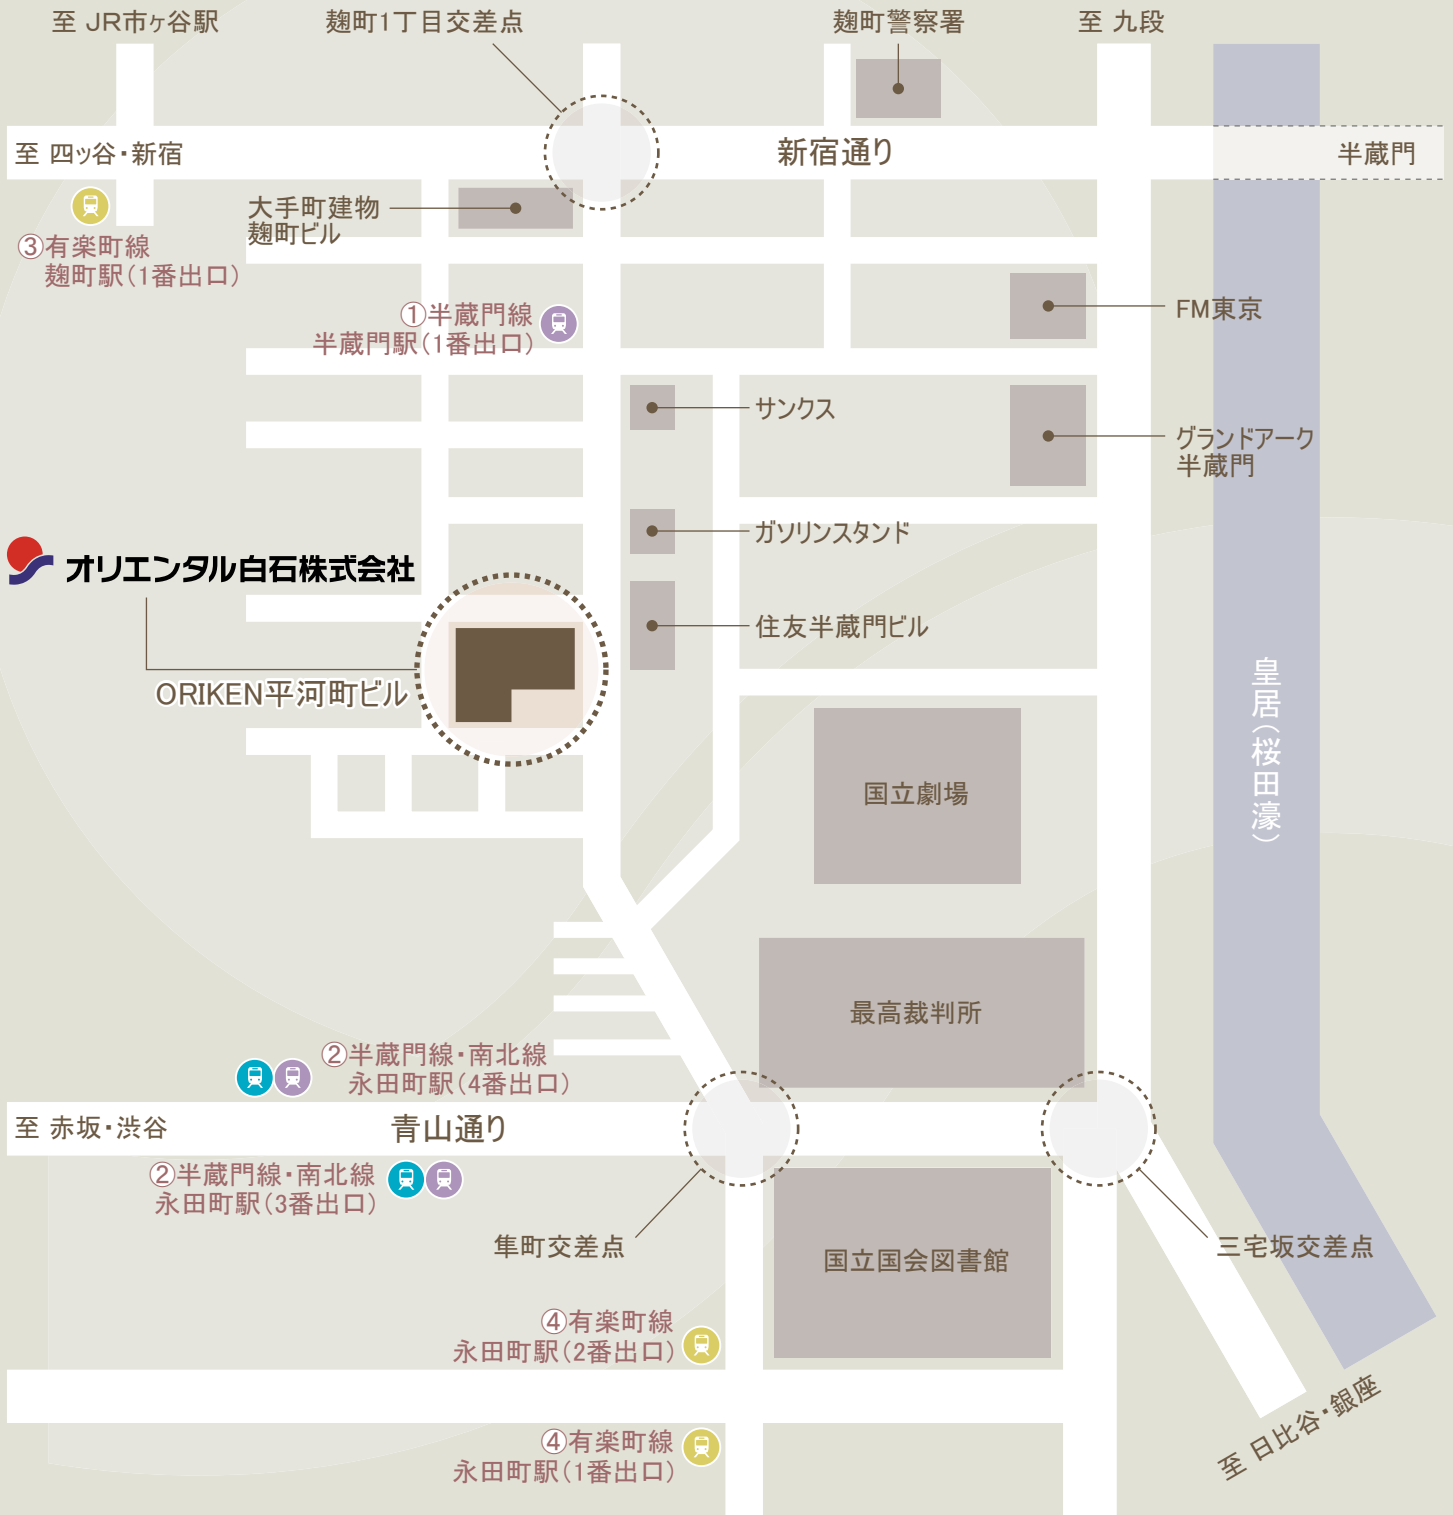 至 JR市ヶ谷駅
麹町1丁目交差点
麹町警察署
至 九段
至 四ッ谷・新宿
新宿通り
半蔵門
大手町建物
麹町ビル
③有楽町線
麹町駅(1番出口)
①半蔵門線
半蔵門駅(1番出口)
FM東京
サンクス
グランドアーク
半蔵門
ガソリンスタンド
オリエンタル白石株式会社
住友半蔵門ビル
ORIKEN平河町ビル
皇居(桜田濠)
国立劇場
最高裁判所
②半蔵門線・南北線
永田町駅(4番出口)
至 赤坂・渋谷
青山通り
②半蔵門線・南北線
永田町駅(3番出口)
隼町交差点
国立国会図書館
三宅坂交差点
④有楽町線
永田町駅(2番出口)
至 日比谷・銀座
④有楽町線
永田町駅(1番出口)